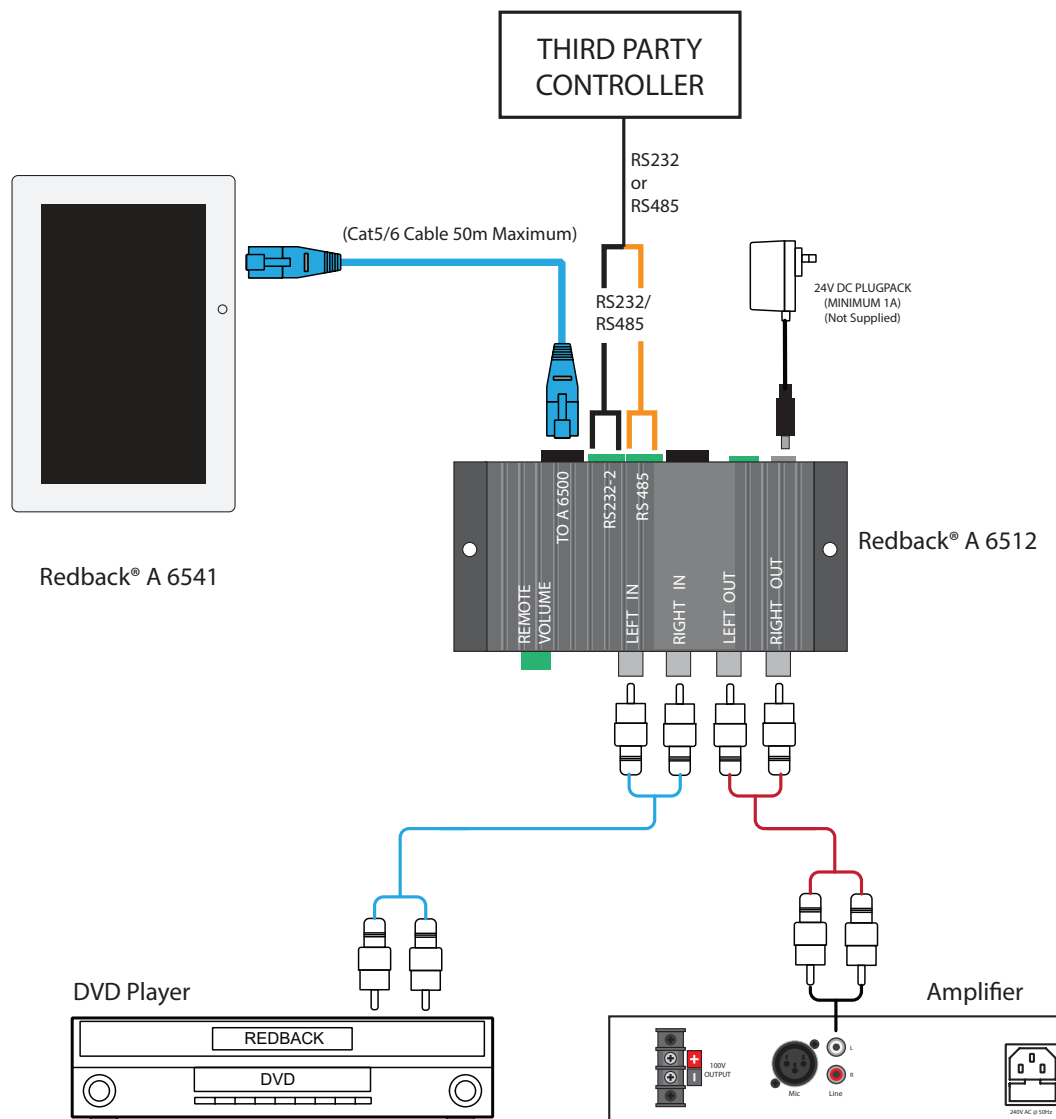 THIRD PARTY
CONTROLLER
RS232
or
RS485
(Cat5/6 Cable 50m Maximum)
24V DC PLUGPACK
(MINIMUM 1A)
(Not Supplied)
RS232/
RS485
TO A 6500
RS232-2
RS 485
Redback® A 6512
Redback® A 6541
REMOTE
VOLUME
LEFT IN
RIGHT IN
LEFT OUT
RIGHT OUT
DVD Player
Amplifier
REDBACK
DVD
+
-
100V
OUTPUT
Mic
Line
L
R
240V AC @ 50Hz